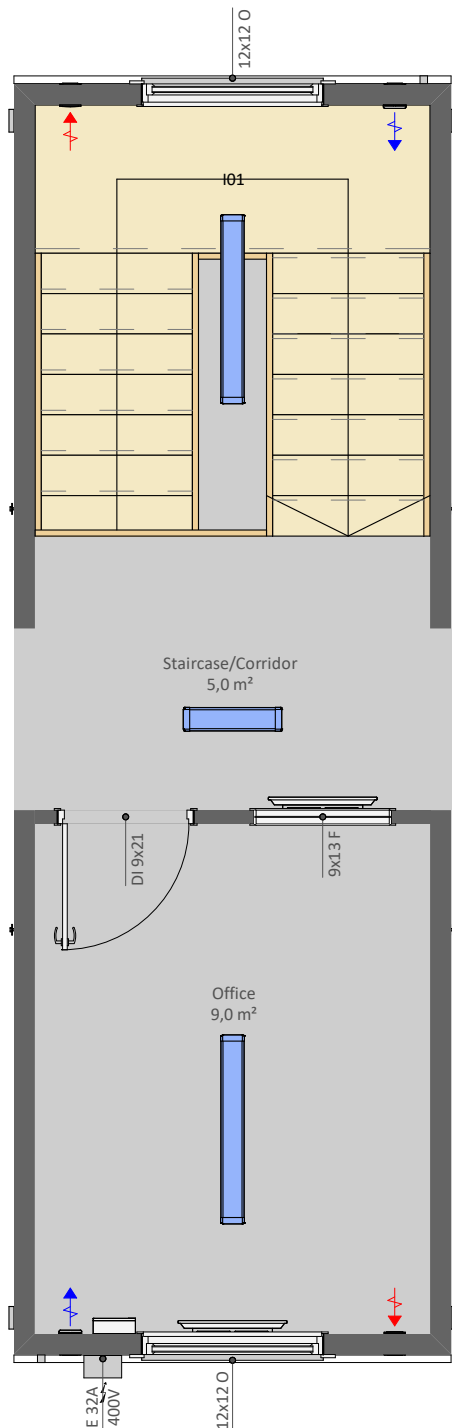 12x12 O
I01
Staircase/Corridor
5,0 m²
DI 9x21
9x13 F
Office
9,0 m²
E 32A
400V
12x12 O